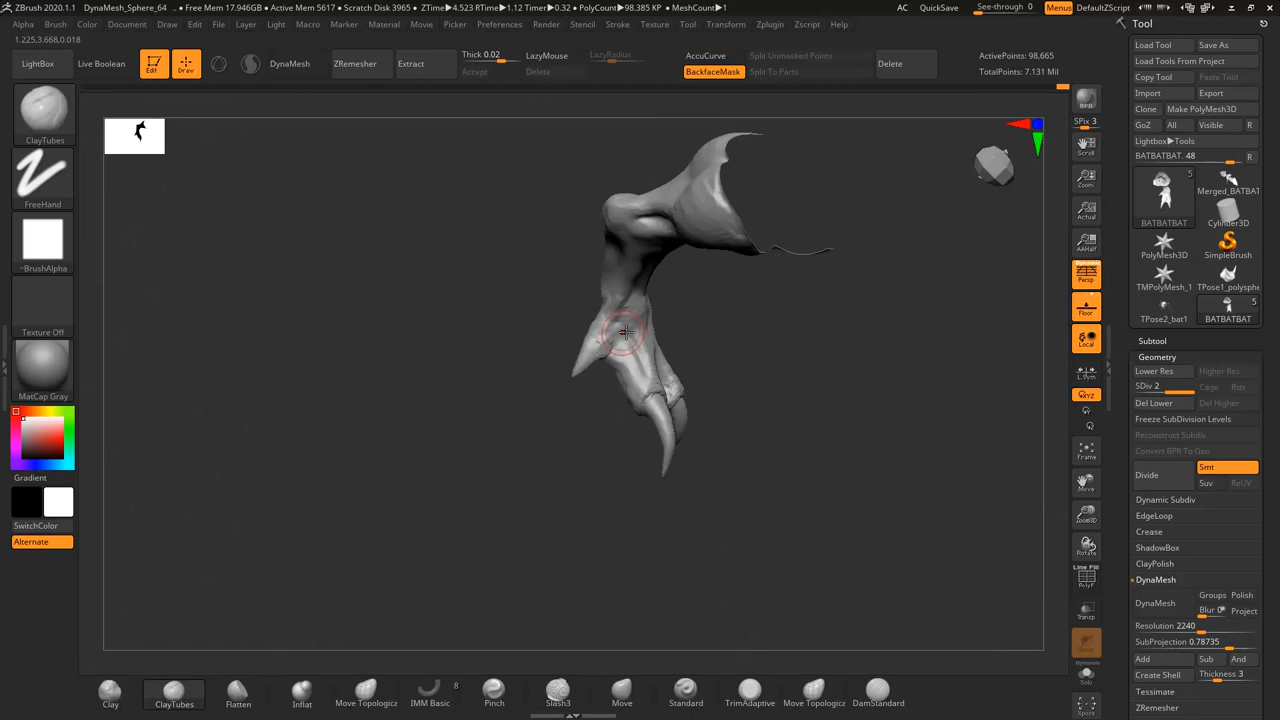 ZBrush 2020.1.1
DynaMesh_Sphere_64
• Free Mem 17.946GB • Active Mem 5617 • Scratch Disk 3965 • ZTime▶4.523 RTime▶1.12 Timer▶0.32 • PolyCount▶98.385 KP • MeshCount▶1
AC
QuickSave
See-through 0
Menus
DefaultZScript
Alpha Brush Color Document Draw Edit File Layer Light Macro Marker Material Movie Picker Preferences Render Stencil Stroke Texture Tool Transform Zplugin Zscript Help
1.225,3.668,0.018
LightBox
Live Boolean
Edit
Draw
DynaMesh
ZRemesher
Extract
Thick 0.02
Accept
LazyMouse
Delete
LazyRadius
AccuCurve
BackfaceMask
Split Unmasked Points
Split To Parts
Delete
ActivePoints: 98,665
TotalPoints: 7.131 Mil
ClayTubes
FreeHand
~BrushAlpha
Texture Off
MatCap Gray
Gradient
SwitchColor
Alternate
BPR
SPix 3
Scroll
Zoom
Actual
AAHalf
Dynamic
Persp
Floor
Local
L.Sym
XYZ
Frame
Move
Zoom3D
Rotate
Line Fill
PolyF
Transp
Ghost
Dynamic
Solo
Xpose
Tool
Load Tool
Save As
Load Tools From Project
Copy Tool
Paste Tool
Import
Export
Clone
Make PolyMesh3D
GoZ
All
Visible
R
Lightbox▶Tools
BATBATBAT. 48
R
5
BATBATBAT
Merged_BATBAT
Cylinder3D
PolyMesh3D
SimpleBrush
TMPolyMesh_1
TPose1_polysphe
TPose2_bat1
5
BATBATBAT
Subtool
Geometry
Lower Res
Higher Res
SDiv 2
Cage
Rstr
Del Lower
Del Higher
Freeze SubDivision Levels
Reconstruct Subdiv
Convert BPR To Geo
Divide
Smt
Suv
ReUV
Dynamic Subdiv
EdgeLoop
Crease
ShadowBox
ClayPolish
DynaMesh
DynaMesh
Groups
Polish
Blur 0
Project
Resolution 2240
SubProjection 0.78735
Add
Sub
And
Create Shell
Thickness 3
Tessimate
ZRemesher
Clay
ClayTubes
Flatten
Inflat
Move Topologica
IMM Basic
8
Pinch
Slash3
Move
Standard
TrimAdaptive
Move Topologica
DamStandard